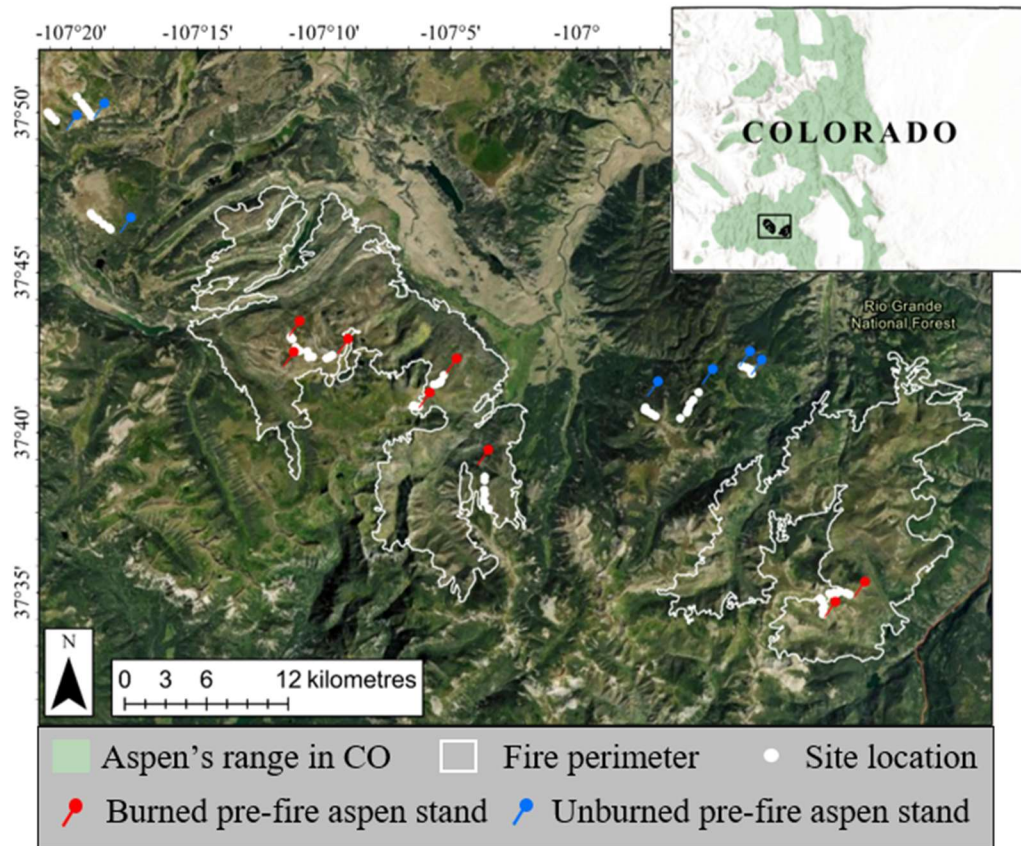 -107°20' -107°15' -107°10' -107°5' -107°
COLORADO
37°50'
37°45'
37°40'
37°35'
Rio Grande
National Forest
N
0 3 6 12 kilometres
Aspen's range in CO Fire perimeter Site location
Burned pre-fire aspen stand Unburned pre-fire aspen stand